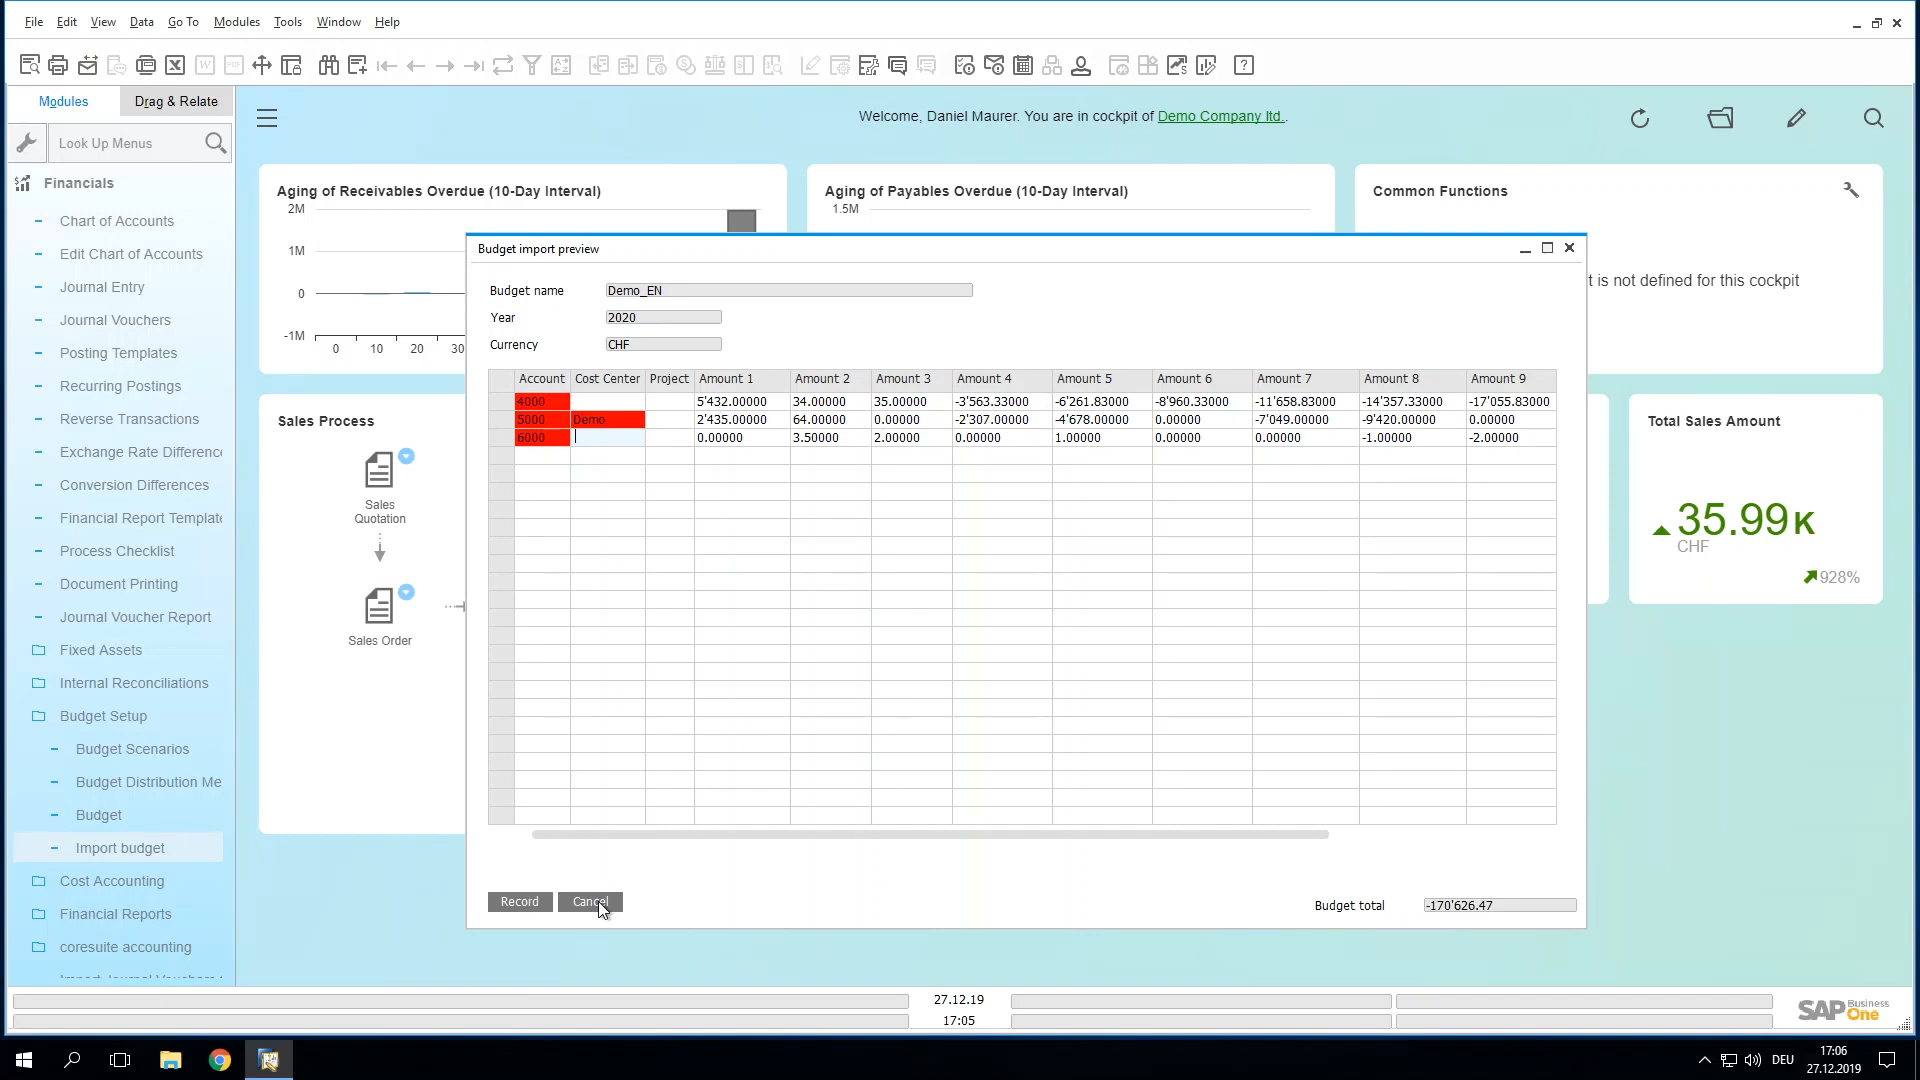 File Edit View Data Go To Modules Tools Window Help
Modules Drag & Relate
Look Up Menus
Financials
Chart of Accounts
Edit Chart of Accounts
Journal Entry
Journal Vouchers
Posting Templates
Recurring Postings
Reverse Transactions
Exchange Rate Difference
Conversion Differences
Financial Report Template
Process Checklist
Document Printing
Journal Voucher Report
Fixed Assets
Internal Reconciliations
Budget Setup
Budget Scenarios
Budget Distribution Me
Budget
Import budget
Cost Accounting
Financial Reports
coresuite accounting
Welcome, Daniel Maurer. You are in cockpit of Demo Company ltd..
Aging of Receivables Overdue (10-Day Interval)
2M
1M
0
-1M
0 10 20 30
Aging of Payables Overdue (10-Day Interval)
1.5M
Common Functions
t is not defined for this cockpit
Sales Process
Sales
Quotation
Sales Order
Total Sales Amount
35.99K
CHF
928%
Budget import preview
Budget name Demo_EN
Year 2020
Currency CHF
Account Cost Center Project Amount 1 Amount 2 Amount 3 Amount 4 Amount 5 Amount 6 Amount 7 Amount 8 Amount 9
4000 5'432.00000 34.00000 35.00000 -3'563.33000 -6'261.83000 -8'960.33000 -11'658.83000 -14'357.33000 -17'055.83000
5000 Demo 2'435.00000 64.00000 0.00000 -2'307.00000 -4'678.00000 0.00000 -7'049.00000 -9'420.00000 0.00000
6000 0.00000 3.50000 2.00000 0.00000 1.00000 0.00000 0.00000 -1.00000 -2.00000
Record Cancel Budget total -170'626.47
27.12.19
17:05
SAP Business One
DEU
17:06
27.12.2019